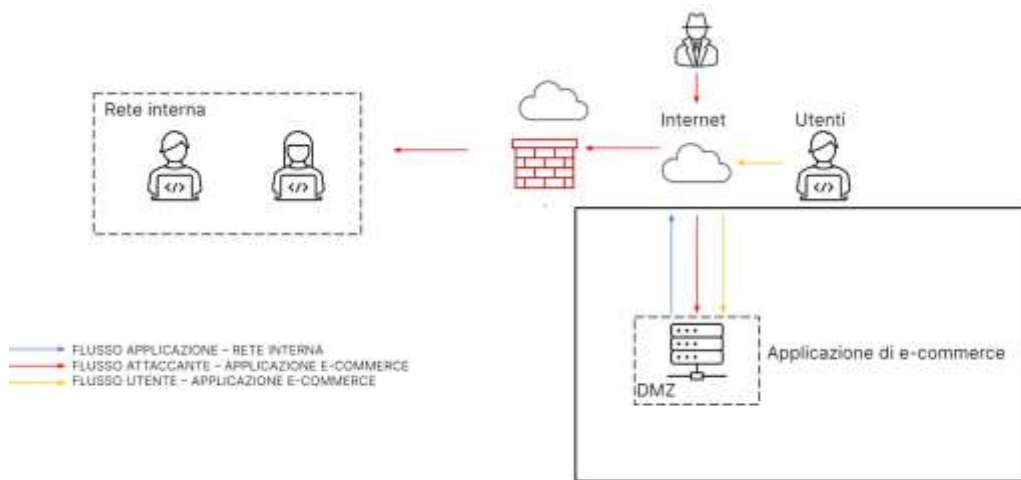 Rete interna
Internet
Utenti
</>
</>
</>
FLUSSO APPLICAZIONE – RETE INTERNA
FLUSSO ATTACCANTE – APPLICAZIONE E-COMMERCE
FLUSSO UTENTE – APPLICAZIONE E-COMMERCE
Applicazione di e-commerce
DMZ